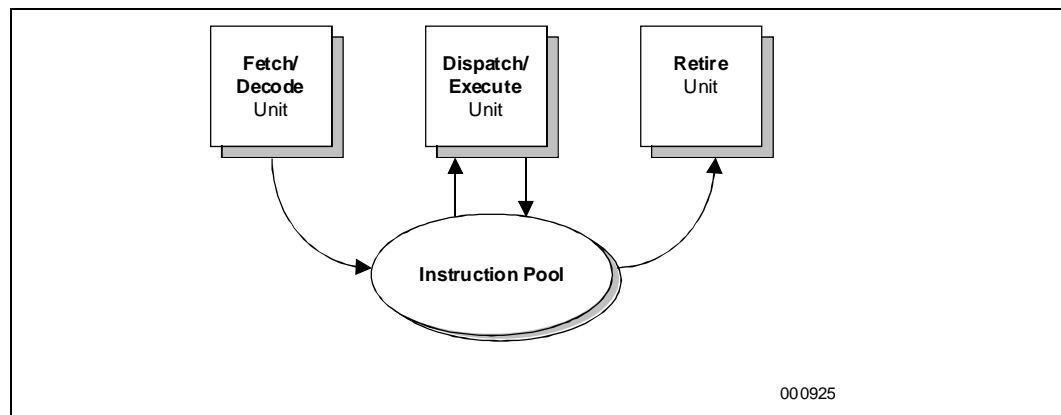 Fetch/
Decode
Unit
Dispatch/
Execute
Unit
Retire
Unit
Instruction Pool
000925